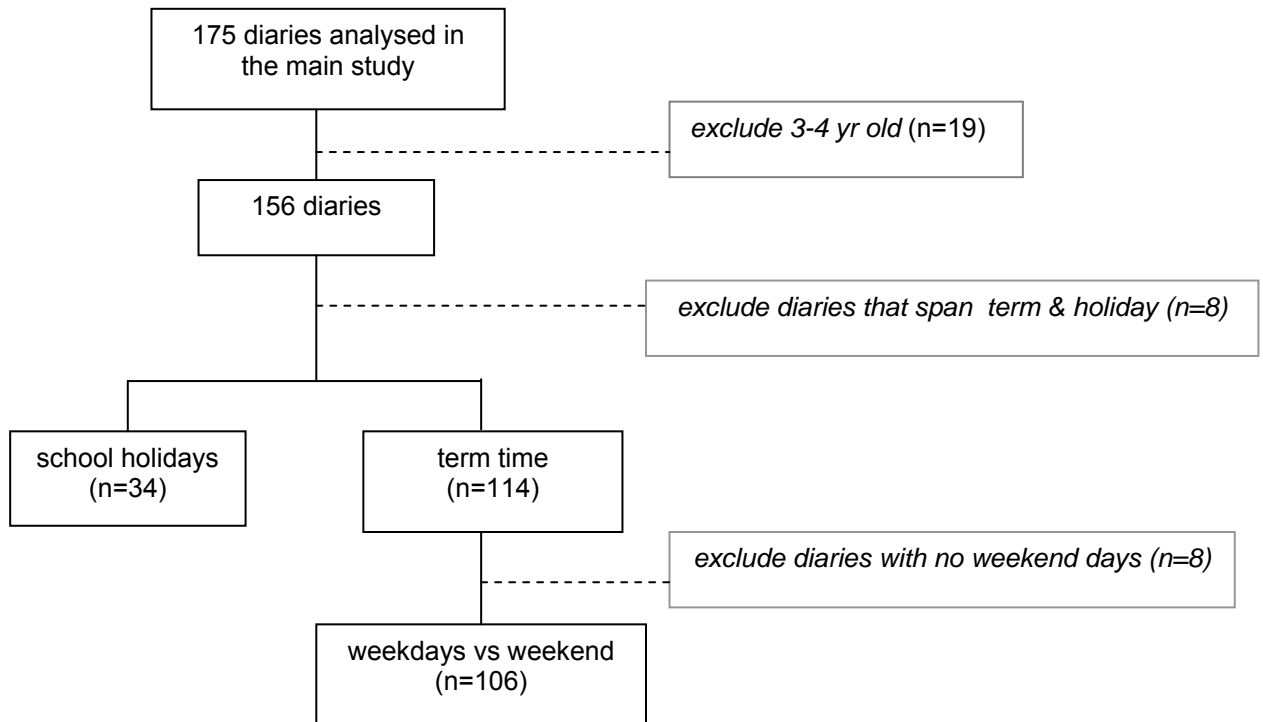 175 diaries analysed in
the main study
exclude 3-4 yr old (n=19)
156 diaries
exclude diaries that span term & holiday (n=8)
school holidays
(n=34)
term time
(n=114)
exclude diaries with no weekend days (n=8)
weekdays vs weekend
(n=106)